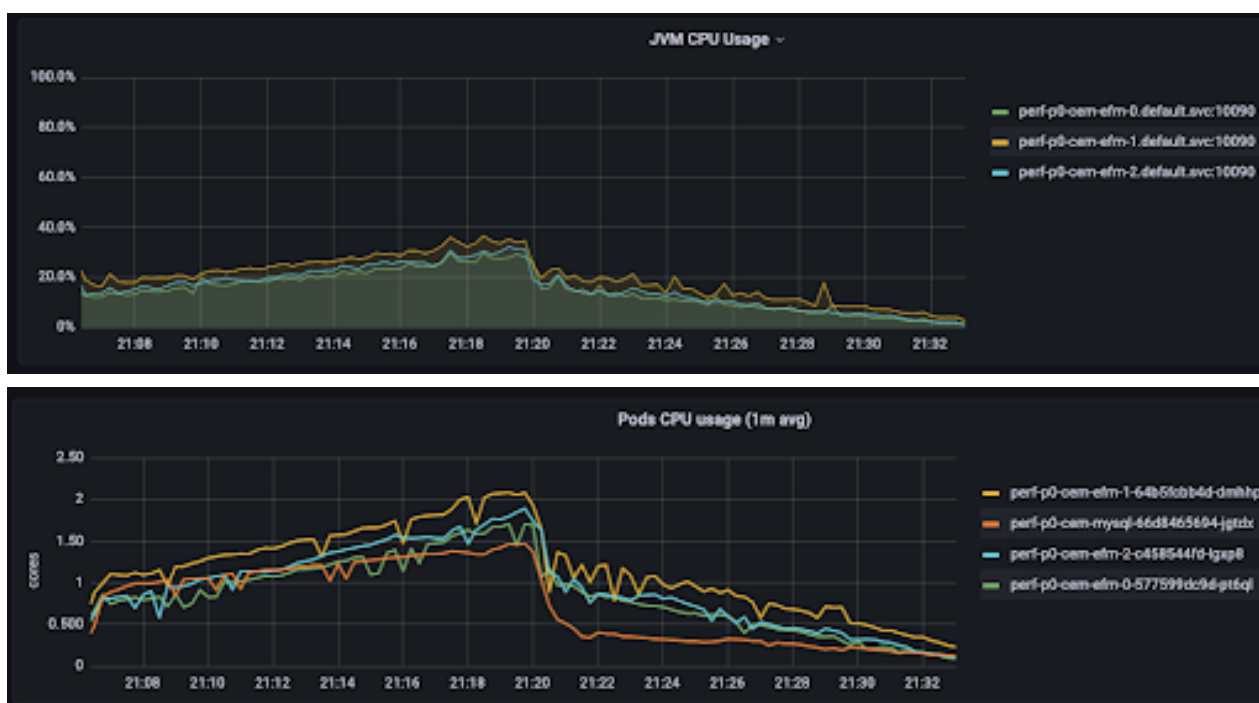 JVM CPU Usage
100.0%
80.0%
60.0%
40.0%
20.0%
0%
21:08 21:10 21:12 21:14 21:16 21:18 21:20 21:22 21:24 21:26 21:28 21:30 21:32
perf-p0-cem-efm-0.default.svc:10090
perf-p0-cem-efm-1.default.svc:10090
perf-p0-cem-efm-2.default.svc:10090
Pods CPU usage (1m avg)
cores
2.50
2
1.50
1
0.500
0
21:08 21:10 21:12 21:14 21:16 21:18 21:20 21:22 21:24 21:26 21:28 21:30 21:32
perf-p0-cem-efm-1-64b5fcbb4d-dmhhp
perf-p0-cem-mysql-66d8465694-jgtdx
perf-p0-cem-efm-2-c458544fd-lgxp8
perf-p0-cem-efm-0-577599dc9d-pt6ql